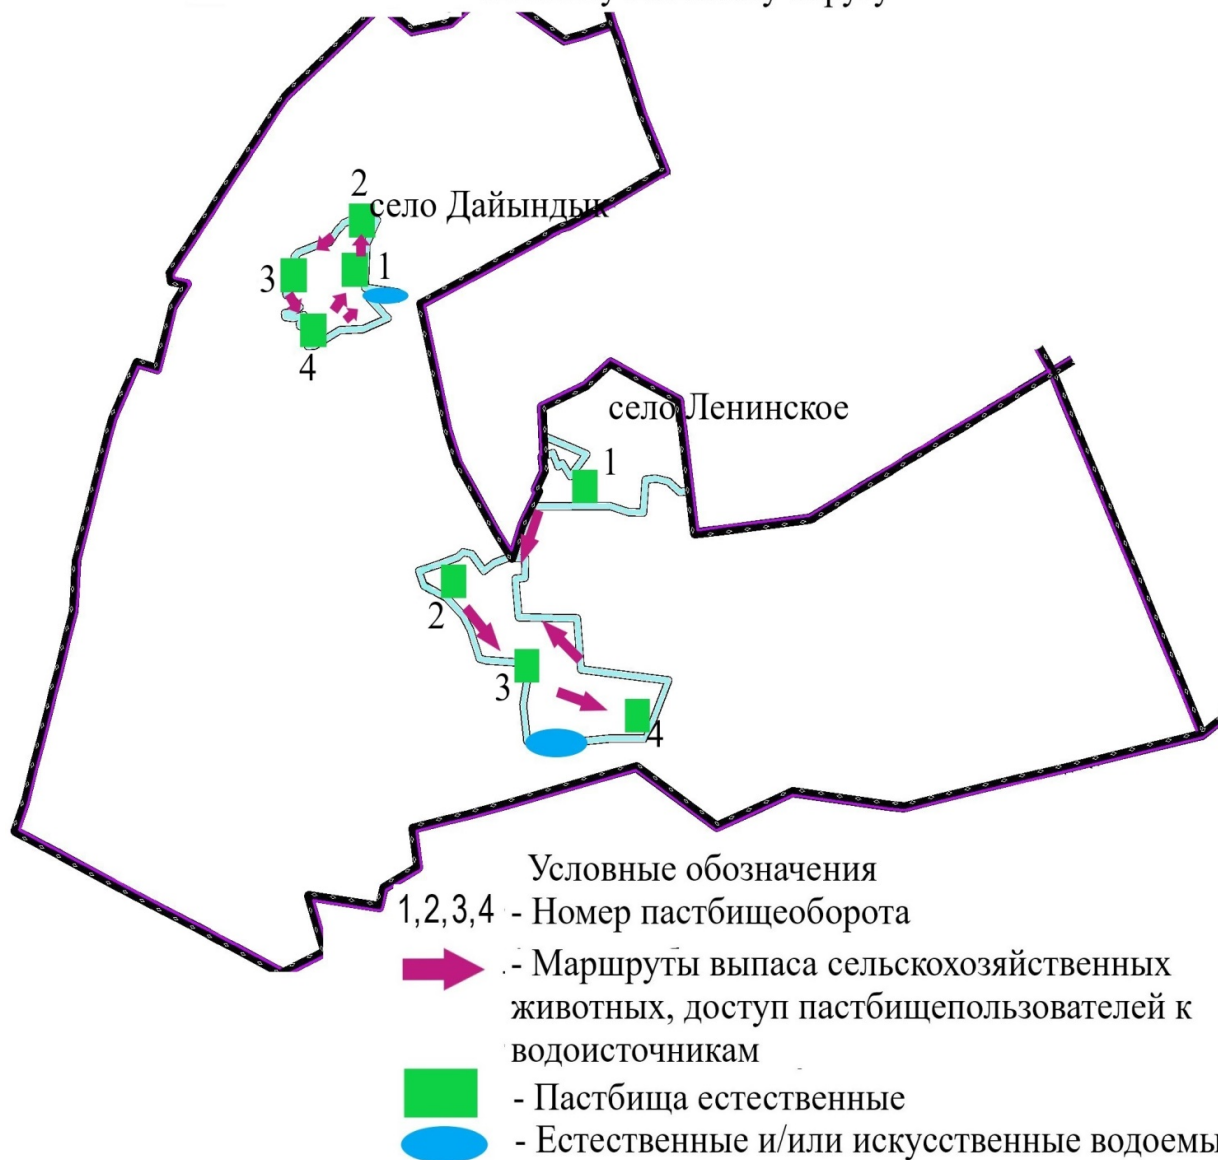 2
село Дайындык
3
1
4
село Ленинское
1
2
3
4
Условные обозначения
1,2,3,4 - Номер пастбищеоборота
- Маршруты выпаса сельскохозяйственных
животных, доступ пастбищепользователей к
водоисточникам
- Пастбища естественные
- Естественные и/или искусственные водоемы